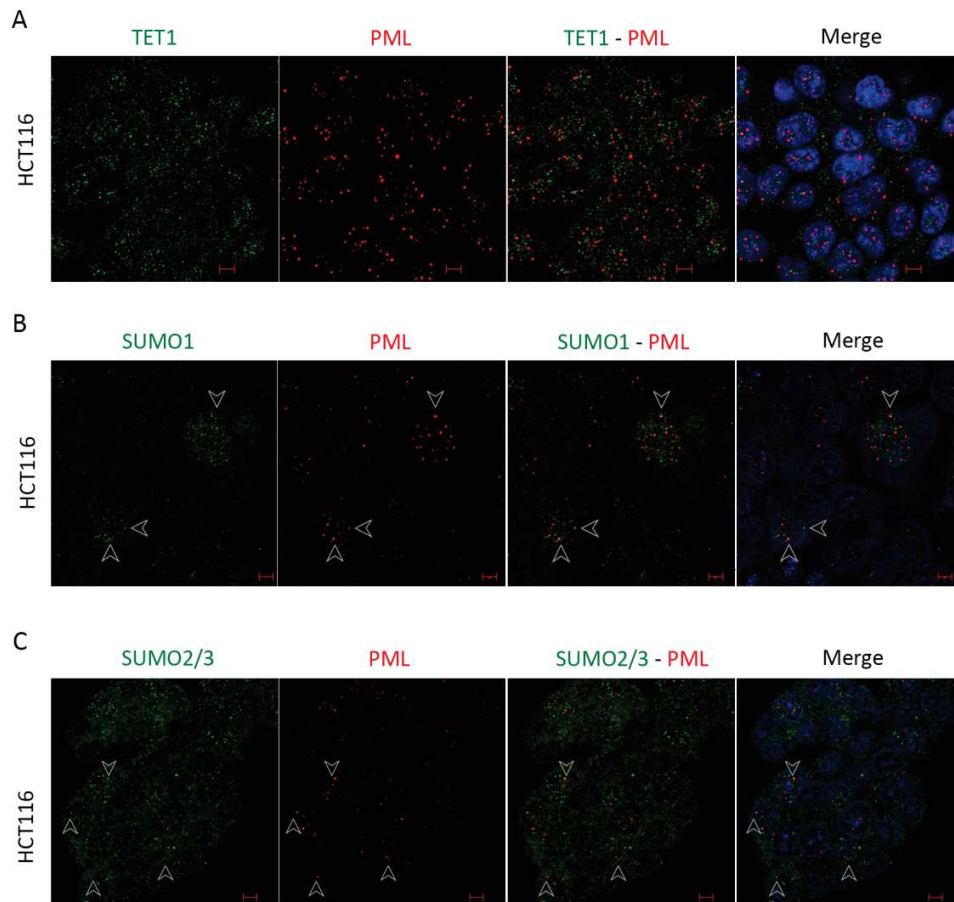 A
TET1 PML TET1 - PML Merge
HCT116
B
SUMO1 PML SUMO1 - PML Merge
HCT116
C
SUMO2/3 PML SUMO2/3 - PML Merge
HCT116